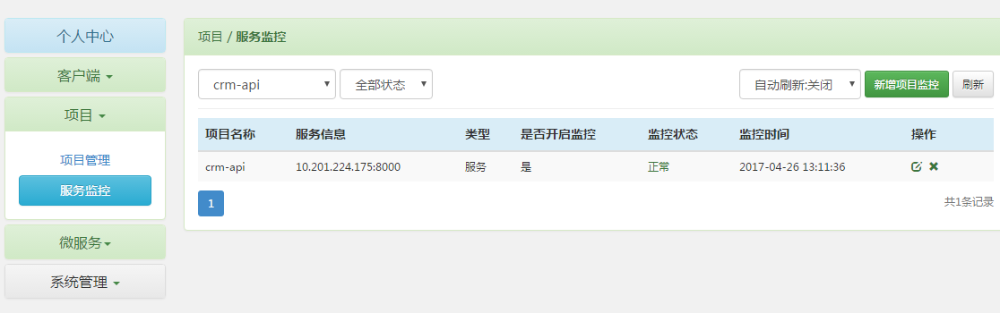 个人中心
客户端
项目
项目管理
服务监控
微服务
系统管理
项目 / 服务监控
crm-api 全部状态 自动刷新:关闭 新增项目监控 刷新
项目名称 服务信息 类型 是否开启监控 监控状态 监控时间 操作
crm-api 10.201.224.175:8000 服务 是 正常 2017-04-26 13:11:36
1 共1条记录